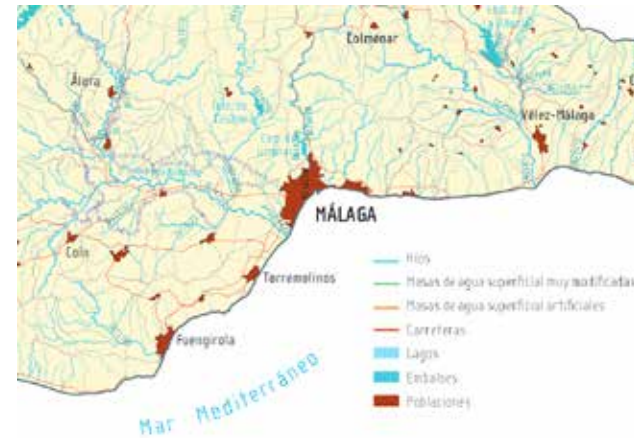 Colmenar
Álora
Vélez-Málaga
MÁLAGA
Coín
Torremolinos
Fuengirola
Mar Mediterráneo
Ríos
Masas de agua superficial muy modificadas
Masas de agua superficial artificiales
Carreteras
Lagos
Embalses
Poblaciones